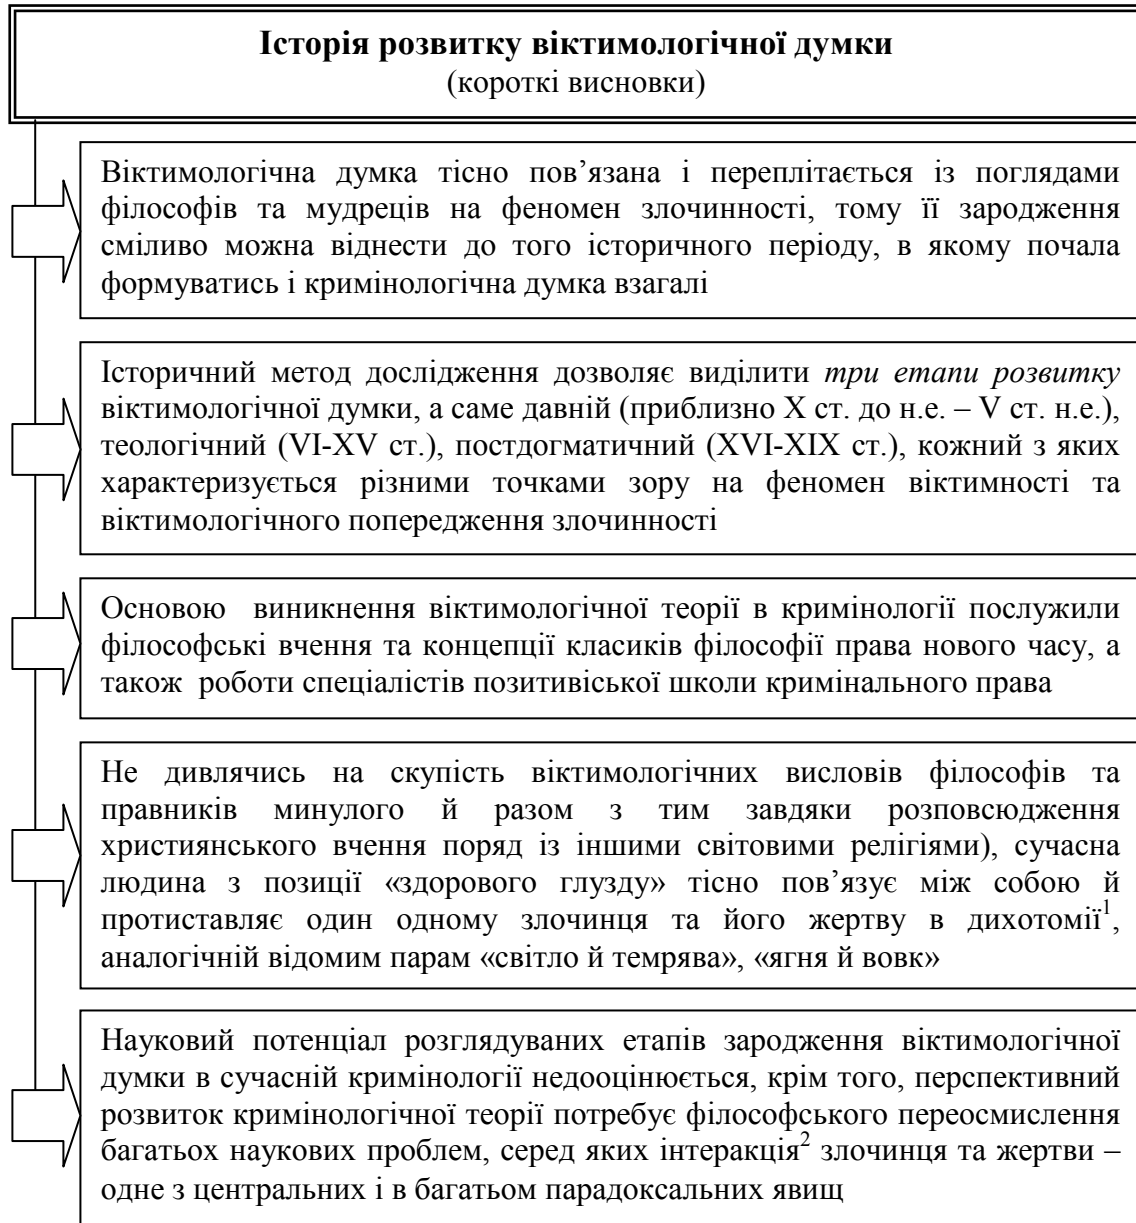 Історія розвитку віктимологічної думки
(короткі висновки)
Віктимологічна думка тісно пов’язана і переплітається із поглядами
філософів та мудреців на феномен злочинності, тому її зародження
сміливо можна віднести до того історичного періоду, в якому почала
формуватись і кримінологічна думка взагалі
Історичний метод дослідження дозволяє виділити три етапи розвитку
віктимологічної думки, а саме давній (приблизно X ст. до н.е. – V ст. н.е.),
теологічний (VI-XV ст.), постдогматичний (XVI-XIX ст.), кожний з яких
характеризується різними точками зору на феномен віктимності та
віктимологічного попередження злочинності
Основою виникнення віктимологічної теорії в кримінології послужили
філософські вчення та концепції класиків філософії права нового часу, а
також роботи спеціалістів позитивіської школи кримінального права
Не дивлячись на скупість віктимологічних висловів філософів та
правників минулого й разом з тим завдяки розповсюдження
християнського вчення поряд із іншими світовими релігіями), сучасна
людина з позиції «здорового глузду» тісно пов’язує між собою й
протиставляє один одному злочинця та його жертву в дихотомії¹,
аналогічній відомим парам «світло й темрява», «ягня й вовк»
Науковий потенціал розглядуваних етапів зародження віктимологічної
думки в сучасній кримінології недооцінюється, крім того, перспективний
розвиток кримінологічної теорії потребує філософського переосмислення
багатьох наукових проблем, серед яких інтеракція² злочинця та жертви –
одне з центральних і в багатьом парадоксальних явищ